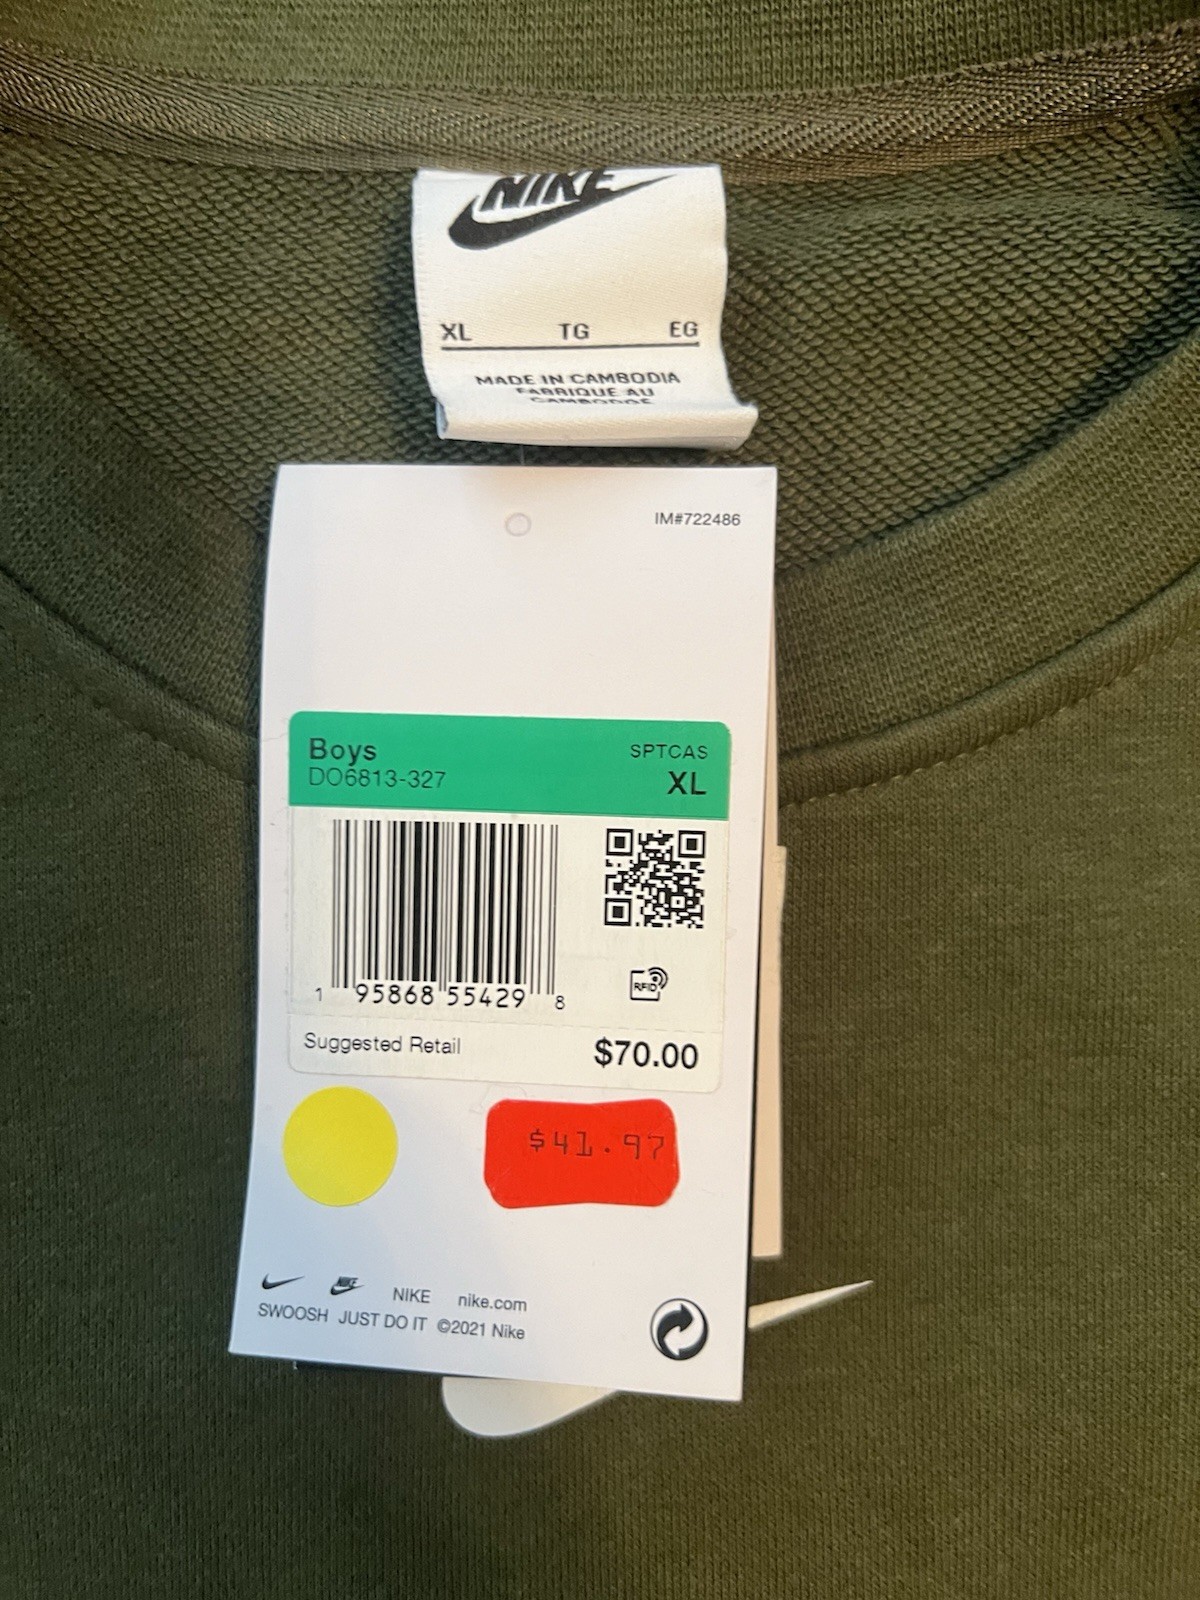 NIKE
XL TG EG
MADE IN CAMBODIA
FABRIQUE AU
CAMBODGE
IM#722486
Boys SPTCAS
DO6813-327 XL
RFID
1 95868 55429 8
Suggested Retail $70.00
$41.97
NIKE NIKE nike.com
SWOOSH JUST DO IT ©2021 Nike